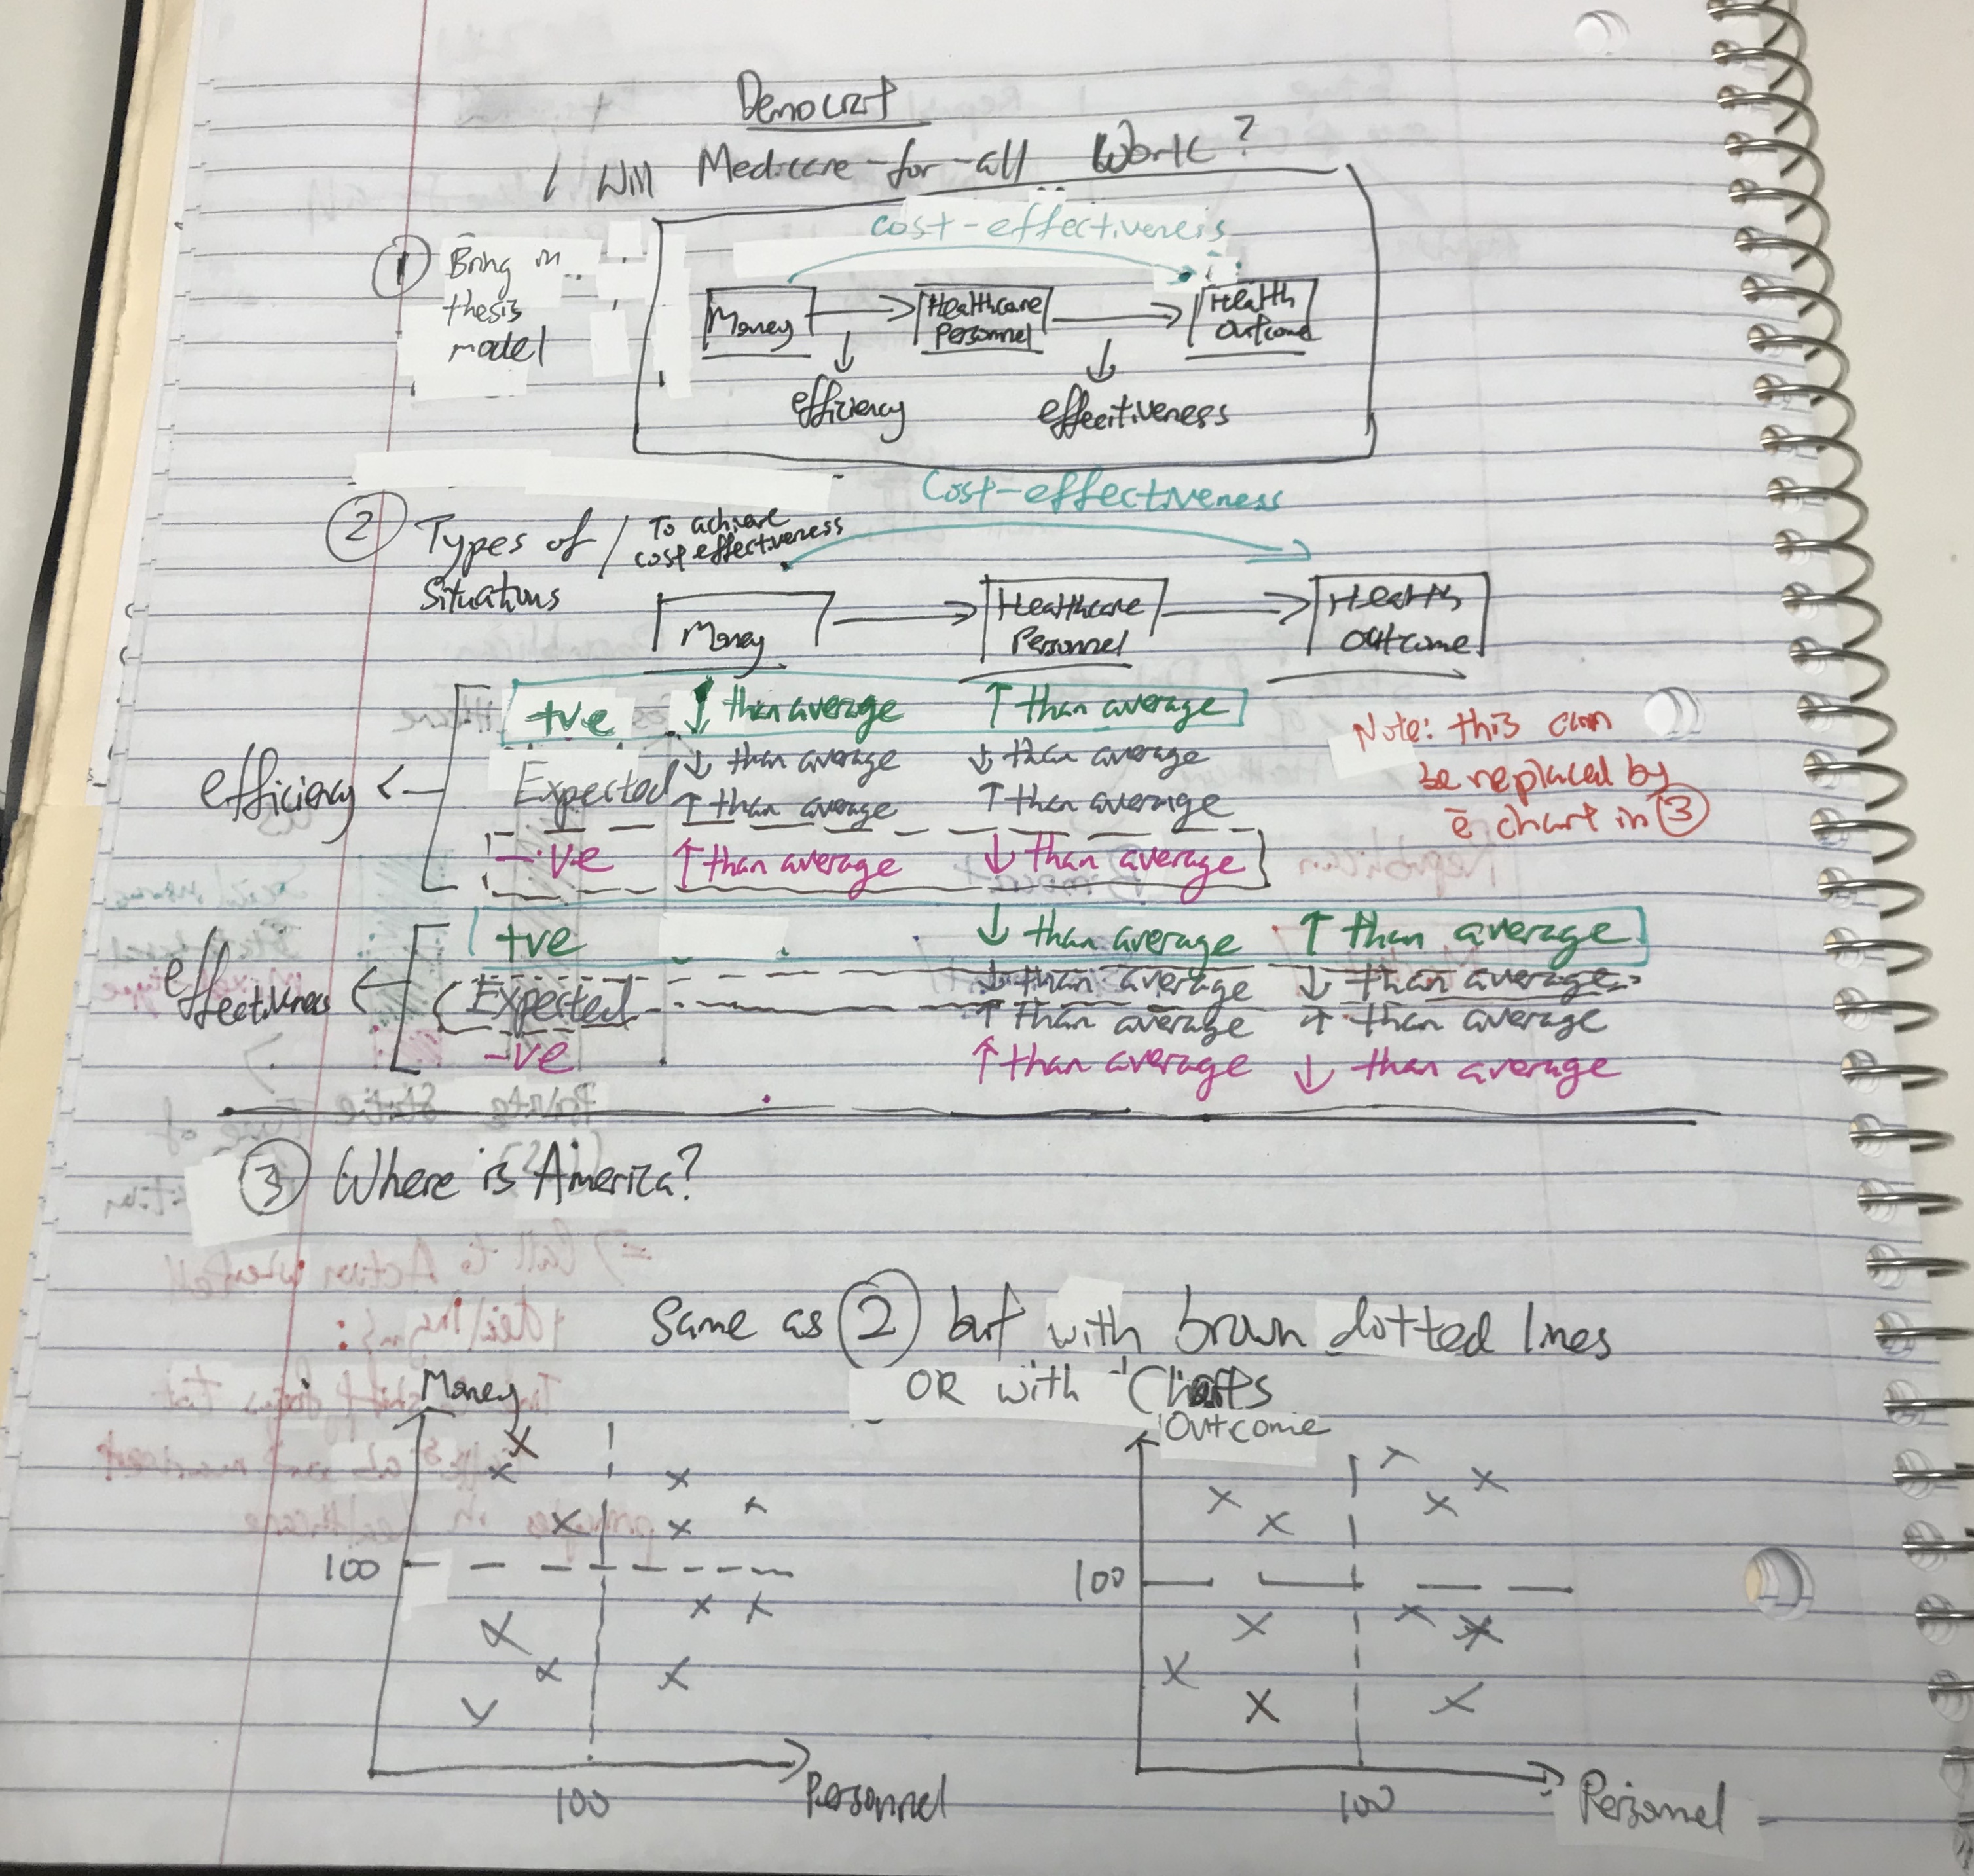 Democrat
/ Will Medicare-for-all Work?
① Bring in
thesis
model
cost-effectiveness
Money
Healthcare
Personnel
Health
Outcome
efficiency
effectiveness
② Types of / To achieve
cost effectiveness
Situations
Cost-effectiveness
Money
Healthcare
Personnel
Health
Outcome
efficiency
+ve ↓ than average ↑ than average
Expected ↓ than average ↓ than average
↑ than average ↑ than average
-ve ↑ than average ↓ than average
Note: this can
be replaced by
ē chart in ③
effectiveness
+ve ↓ than average ↑ than average
Expected ↓ than average ↓ than average
↑ than average ↑ than average
-ve ↑ than average ↓ than average
③ Where is America?
Same as ② but with brown dotted lines
OR with Charts
Money
100
100
Personnel
Outcome
100
100
Personnel